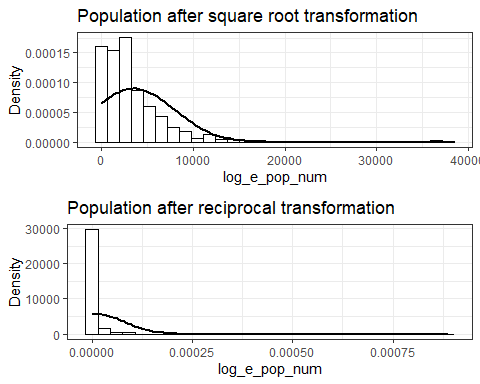 Population after square root transformation
0.00015
0.00010
0.00005
0.00000
Density
0
10000
20000
30000
40000
log_e_pop_num
Population after reciprocal transformation
30000
20000
10000
0
Density
0.00000
0.00025
0.00050
0.00075
log_e_pop_num